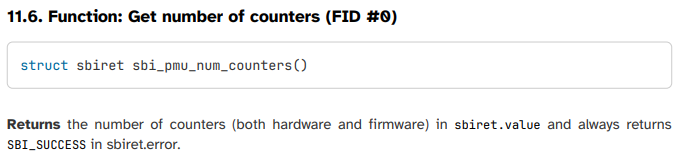 11.6. Function: Get number of counters (FID #0)
struct sbiret sbi_pmu_num_counters()
Returns the number of counters (both hardware and firmware) in sbiret.value and always returns
SBI_SUCCESS in sbiret.error.